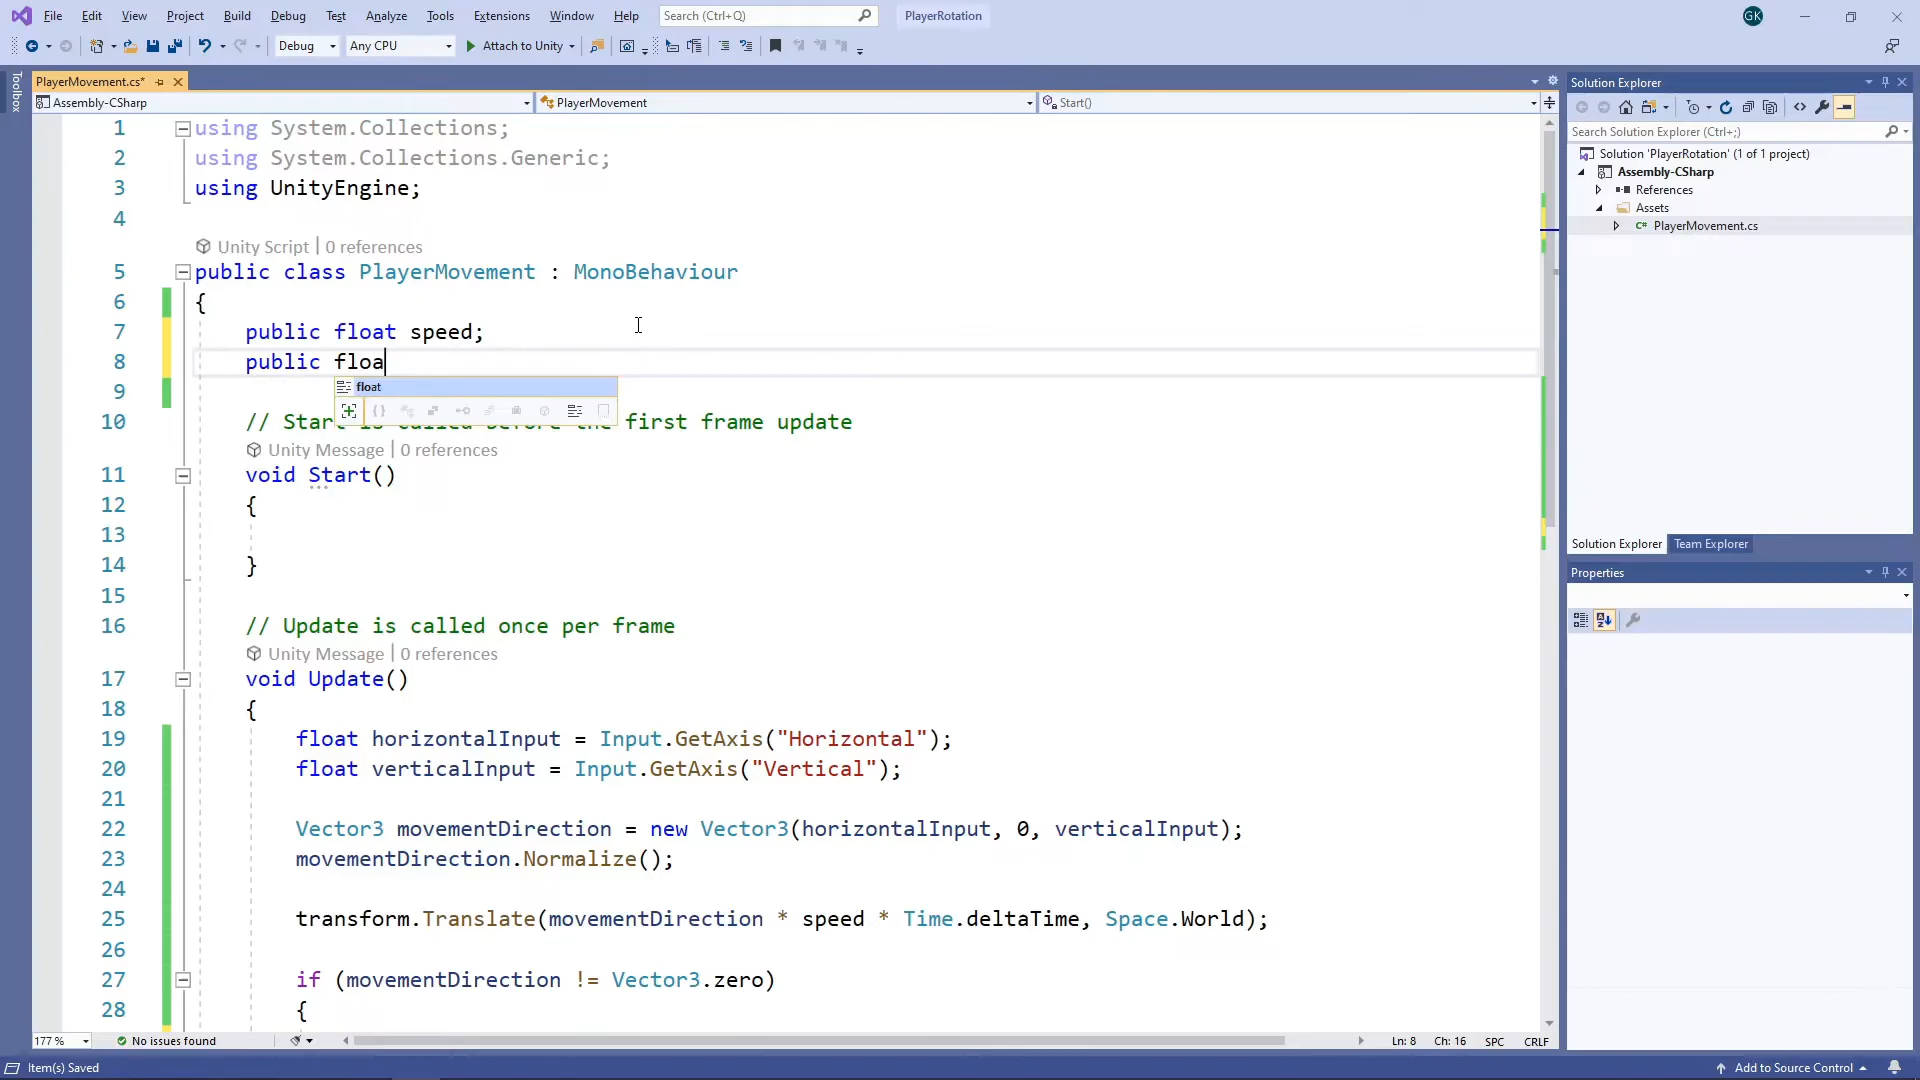 File Edit View Project Build Debug Test Analyze Tools Extensions Window Help Search (Ctrl+Q) PlayerRotation GK
Debug Any CPU Attach to Unity
Toolbox
PlayerMovement.cs*
Assembly-CSharp PlayerMovement Start()
1 using System.Collections;
2 using System.Collections.Generic;
3 using UnityEngine;
4
Unity Script | 0 references
5 public class PlayerMovement : MonoBehaviour
6 {
7 public float speed;
8 public floa
float
9
10 // Start is called before the first frame update
Unity Message | 0 references
11 void Start()
12 {
13
14 }
15
16 // Update is called once per frame
Unity Message | 0 references
17 void Update()
18 {
19 float horizontalInput = Input.GetAxis("Horizontal");
20 float verticalInput = Input.GetAxis("Vertical");
21
22 Vector3 movementDirection = new Vector3(horizontalInput, 0, verticalInput);
23 movementDirection.Normalize();
24
25 transform.Translate(movementDirection * speed * Time.deltaTime, Space.World);
26
27 if (movementDirection != Vector3.zero)
28 {
177 % No issues found Ln: 8 Ch: 16 SPC CRLF
Solution Explorer
Search Solution Explorer (Ctrl+;)
Solution 'PlayerRotation' (1 of 1 project)
Assembly-CSharp
References
Assets
C# PlayerMovement.cs
Solution Explorer Team Explorer
Properties
Item(s) Saved Add to Source Control